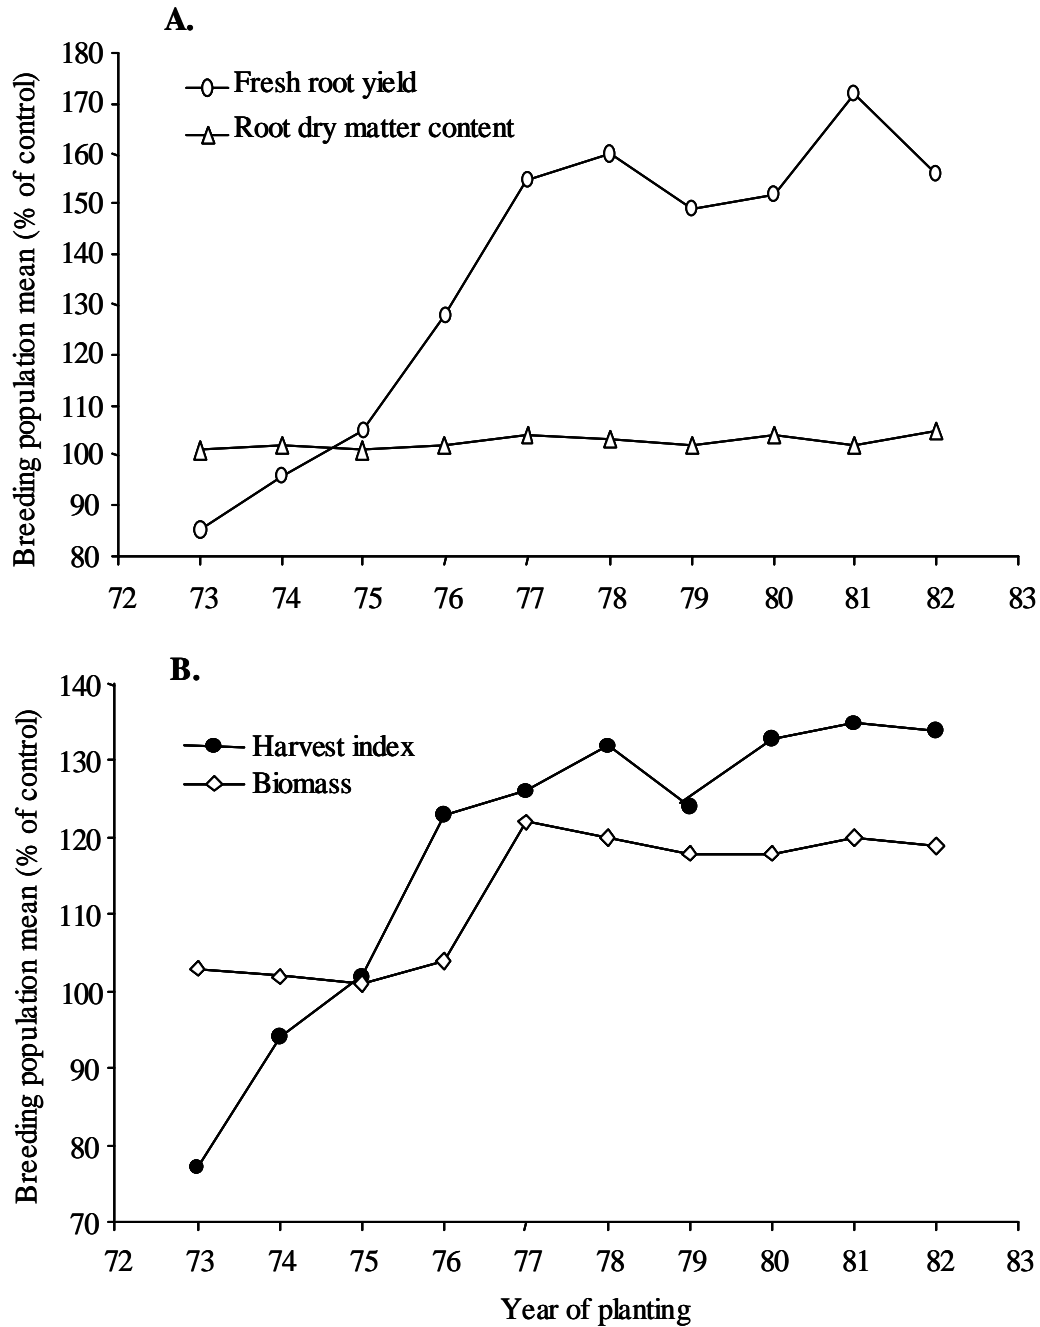 A.
Breeding population mean (% of control)
180
170
160
150
140
130
120
110
100
90
80
Fresh root yield
Root dry matter content
72 73 74 75 76 77 78 79 80 81 82 83
B.
Breeding population mean (% of control)
140
130
120
110
100
90
80
70
Harvest index
Biomass
72 73 74 75 76 77 78 79 80 81 82 83
Year of planting